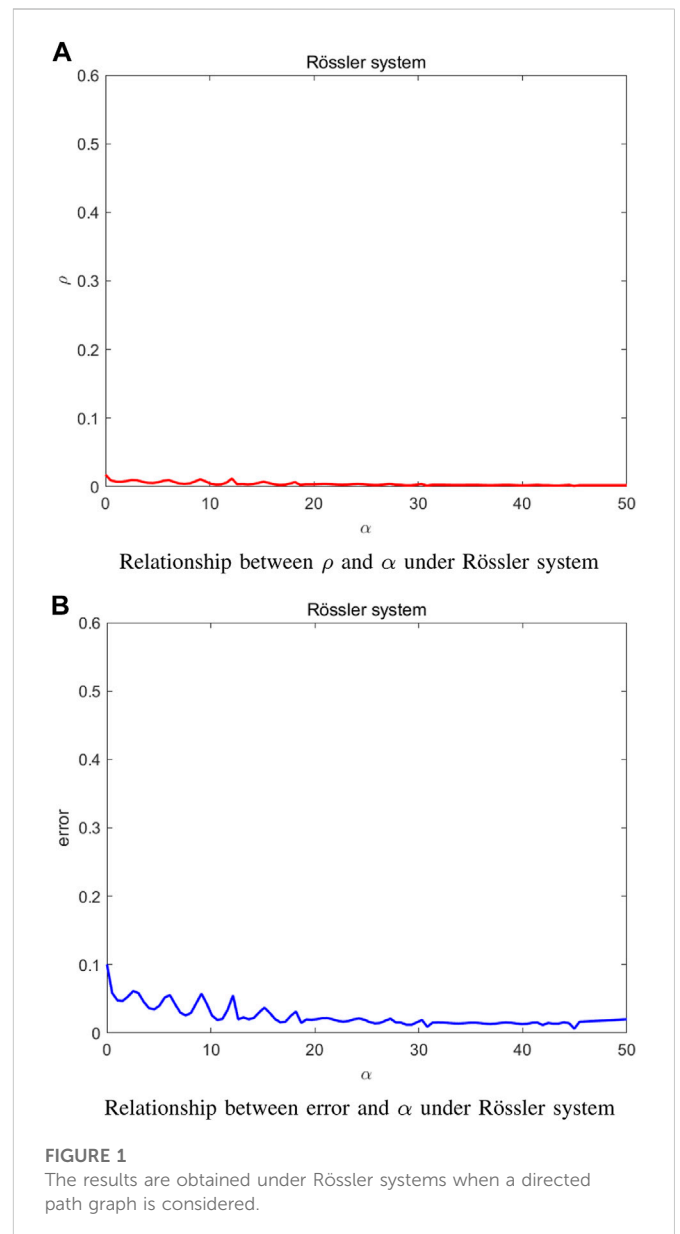 A
Rössler system
0.6
0.5
0.4
0.3
0.2
0.1
0
ρ
0 10 20 30 40 50
α
Relationship between ρ and α under Rössler system
B
Rössler system
0.6
0.5
0.4
0.3
0.2
0.1
0
error
0 10 20 30 40 50
α
Relationship between error and α under Rössler system
FIGURE 1
The results are obtained under Rössler systems when a directed
path graph is considered.